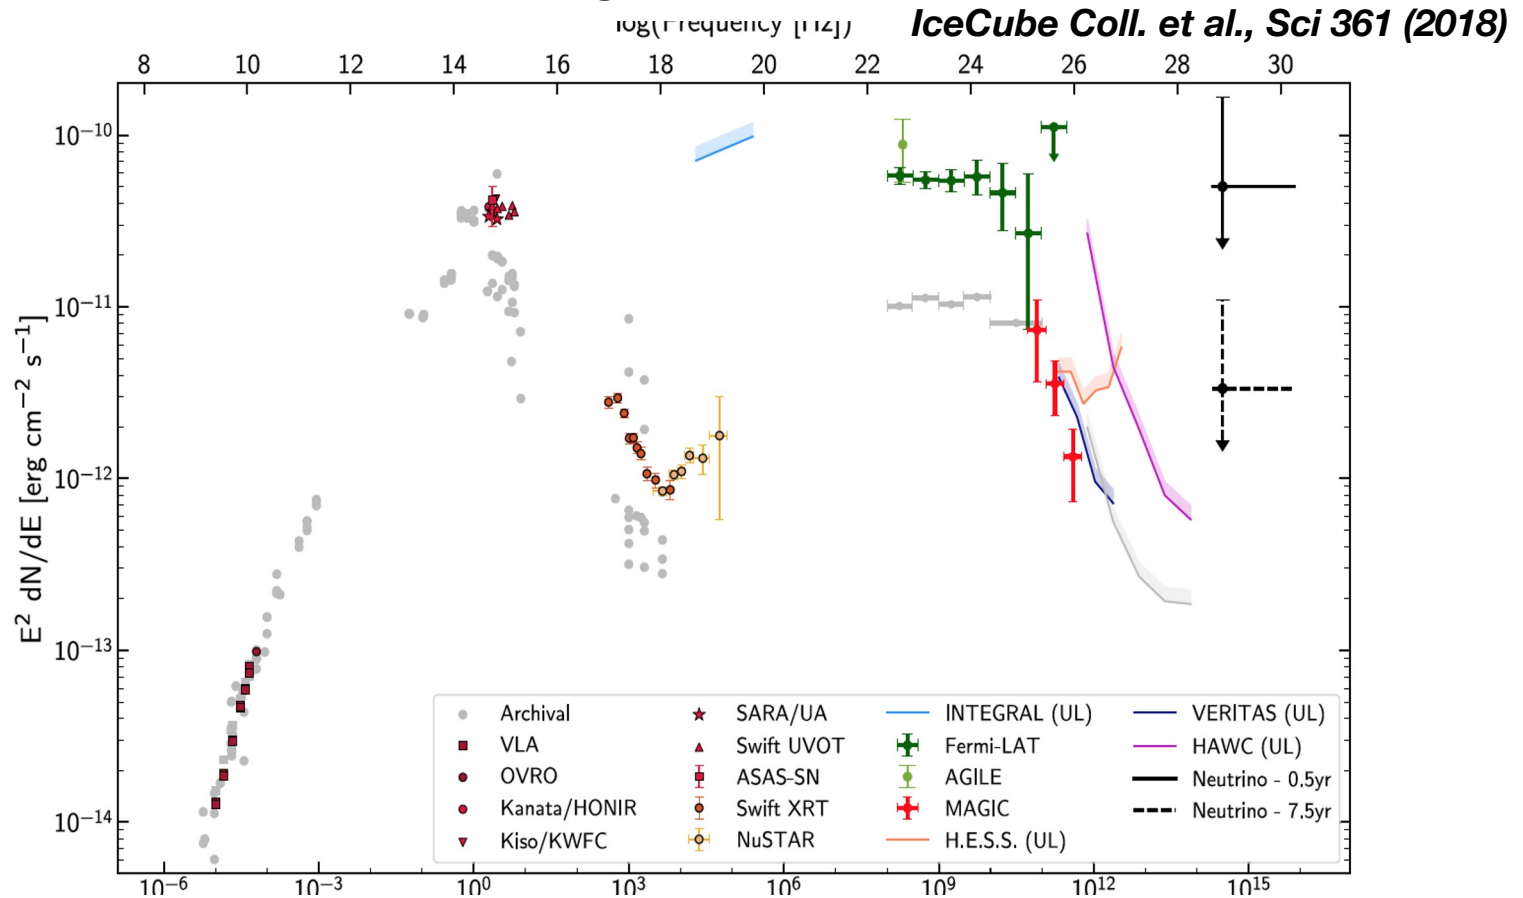 IceCube Coll. et al., Sci 361 (2018)
log(Frequency [Hz])
8 10 12 14 16 18 20 22 24 26 28 30
E² dN/dE [erg cm⁻² s⁻¹]
10⁻¹⁰
10⁻¹¹
10⁻¹²
10⁻¹³
10⁻¹⁴
Archival
VLA
OVRO
Kanata/HONIR
Kiso/KWFC
SARA/UA
Swift UVOT
ASAS-SN
Swift XRT
NuSTAR
INTEGRAL (UL)
Fermi-LAT
AGILE
MAGIC
H.E.S.S. (UL)
VERITAS (UL)
HAWC (UL)
Neutrino - 0.5yr
Neutrino - 7.5yr
10⁻⁶ 10⁻³ 10⁰ 10³ 10⁶ 10⁹ 10¹² 10¹⁵